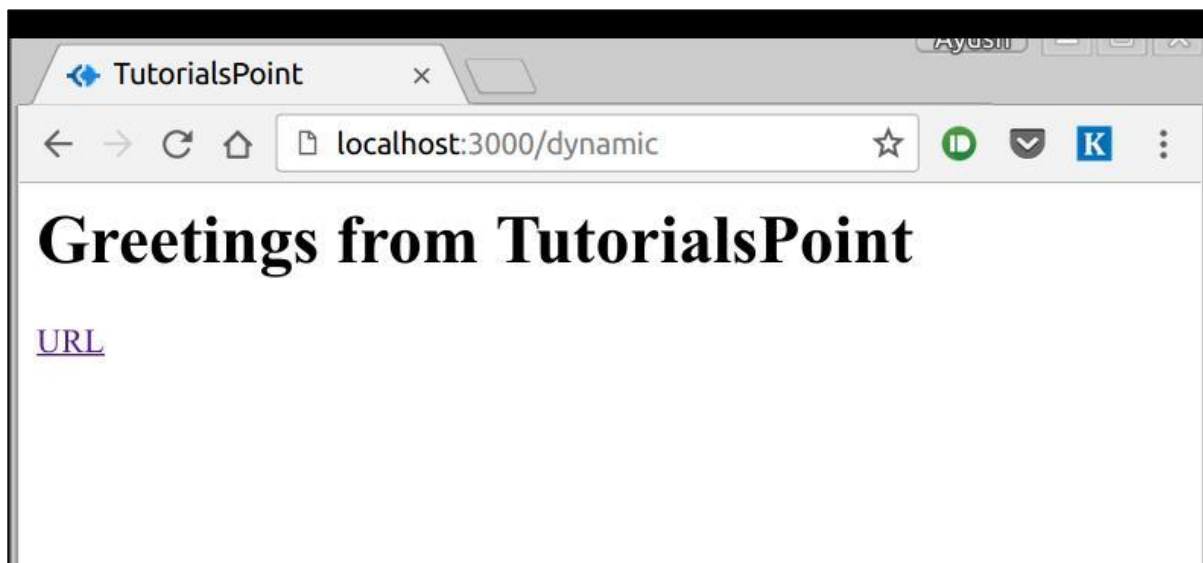 Ayush
TutorialsPoint
localhost:3000/dynamic
K
Greetings from TutorialsPoint
URL